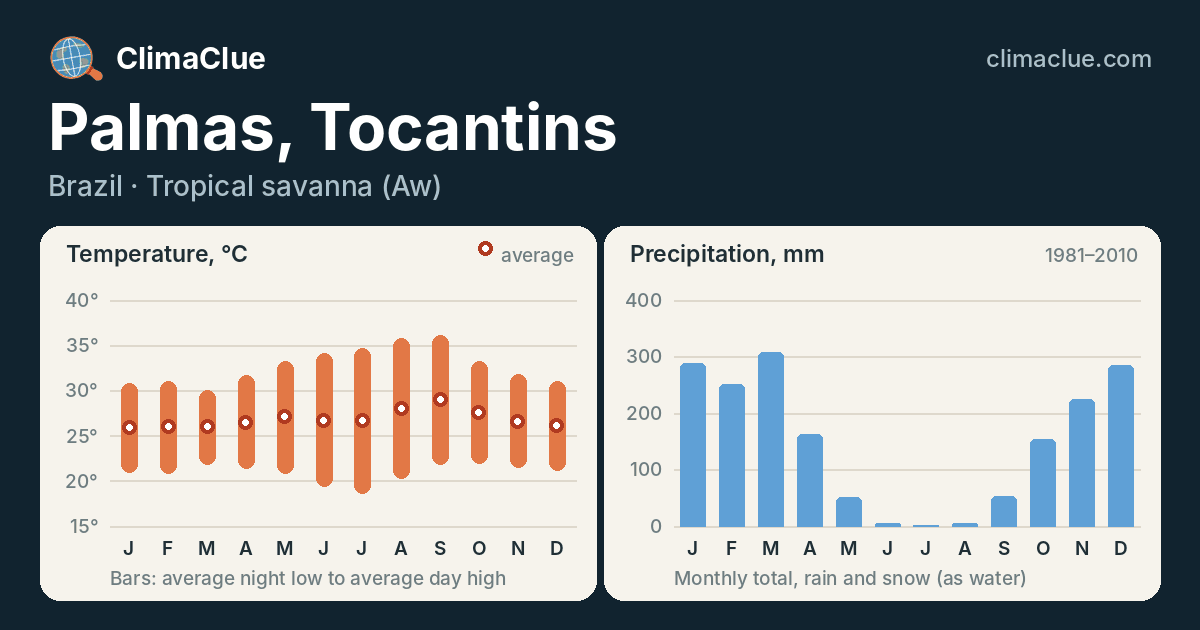 ClimaClue
climaclue.com
Palmas, Tocantins
Brazil · Tropical savanna (Aw)
Temperature, °C
average
40°
35°
30°
25°
20°
15°
J F M A M J J A S O N D
Bars: average night low to average day high
Precipitation, mm
1981–2010
400
300
200
100
0
J F M A M J J A S O N D
Monthly total, rain and snow (as water)